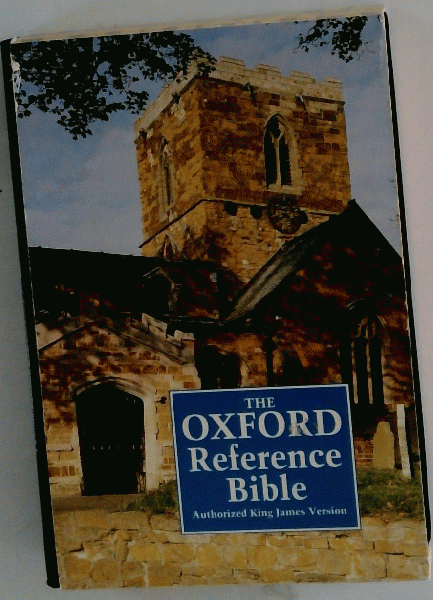 THE
OXFORD
Reference
Bible
Authorized King James Version